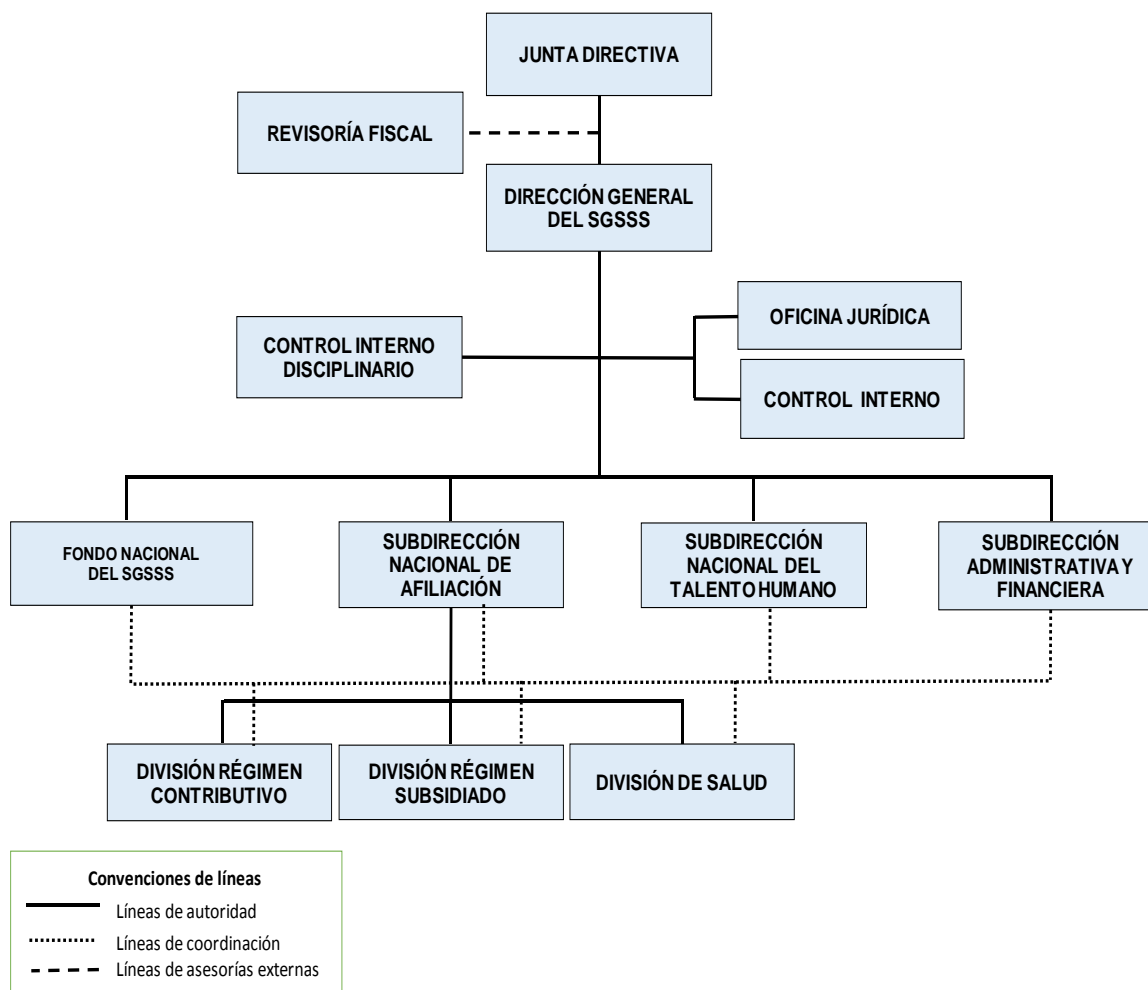 JUNTA DIRECTIVA
REVISORÍA FISCAL
DIRECCIÓN GENERAL
DEL SGSSS
CONTROL INTERNO
DISCIPLINARIO
OFICINA JURÍDICA
CONTROL INTERNO
FONDO NACIONAL
DEL SGSSS
SUBDIRECCIÓN
NACIONAL DE
AFILIACIÓN
SUBDIRECCIÓN
NACIONAL DEL
TALENTO HUMANO
SUBDIRECCIÓN
ADMINISTRATIVA Y
FINANCIERA
DIVISIÓN RÉGIMEN
CONTRIBUTIVO
DIVISIÓN RÉGIMEN
SUBSIDIADO
DIVISIÓN DE SALUD
Convenciones de líneas
Líneas de autoridad
Líneas de coordinación
Líneas de asesorías externas